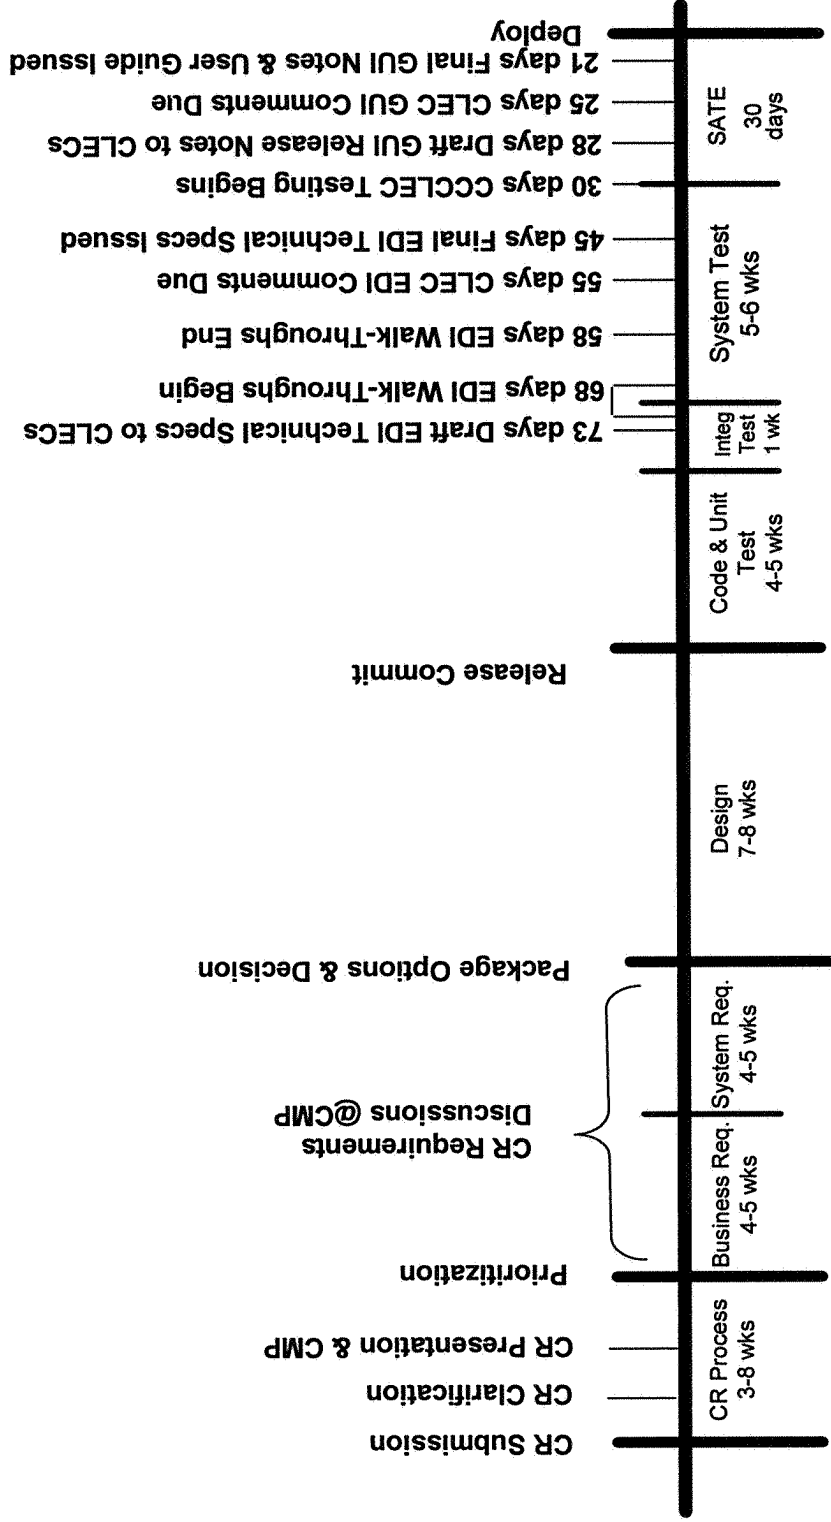 CR Submission
CR Clarification
CR Presentation & CMP
Prioritization
CR Requirements
Discussions @CMP
Package Options & Decision
Release Commit
73 days Draft EDI Technical Specs to CLECs
68 days EDI Walk-Throughs Begin
58 days EDI Walk-Throughs End
55 days CLEC EDI Comments Due
45 days Final EDI Technical Specs Issued
30 days CCCLEC Testing Begins
28 days Draft GUI Release Notes to CLECs
25 days CLEC GUI Comments Due
21 days Final GUI Notes & User Guide Issued
Deploy
CR Process
3-8 wks
Business Req.
4-5 wks
System Req.
4-5 wks
Design
7-8 wks
Code & Unit
Test
4-5 wks
Integ
Test
1 wk
System Test
5-6 wks
SATE
30
days